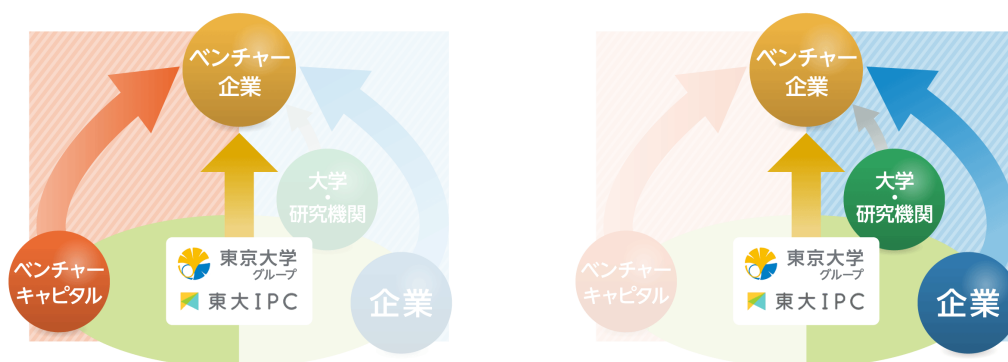 ベンチャー
企業
大学
・
研究機関
東京大学
グループ
東大IPC
ベンチャー
キャピタル
企業
ベンチャー
企業
大学
・
研究機関
東京大学
グループ
東大IPC
ベンチャー
キャピタル
企業